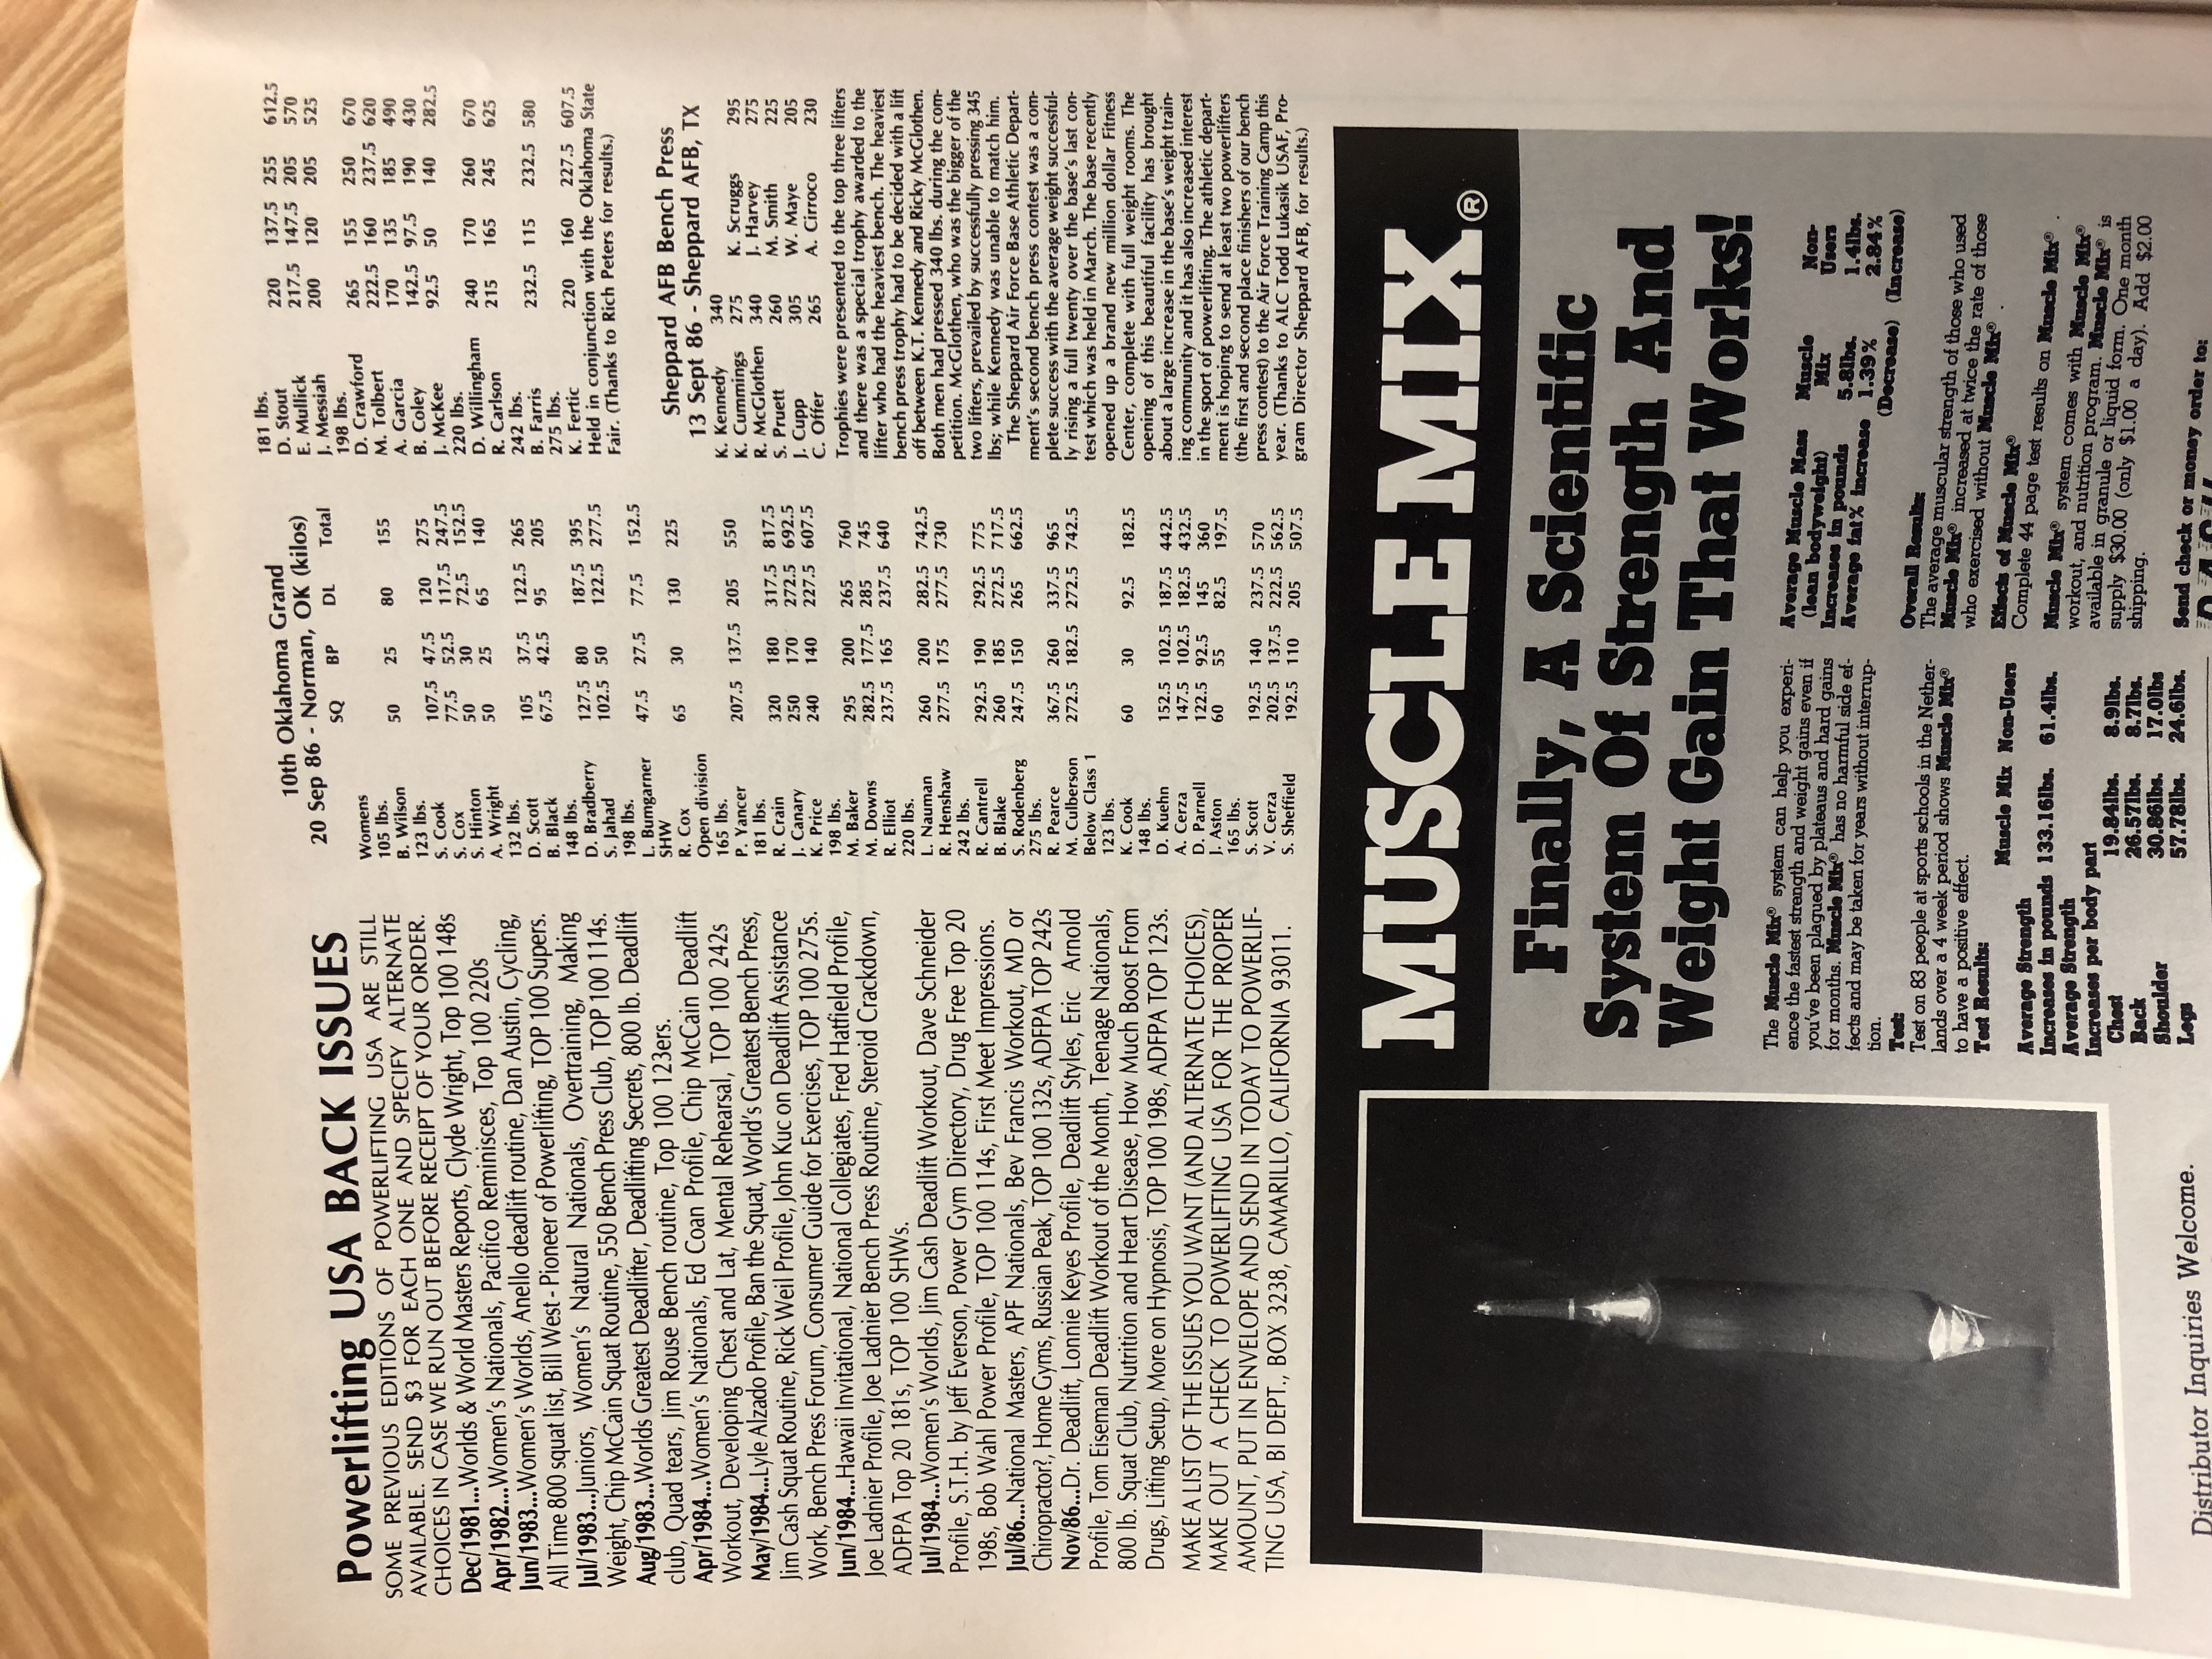 Powerlifting USA BACK ISSUES
SOME PREVIOUS EDITIONS OF POWERLIFTING USA ARE STILL
AVAILABLE. SEND $3 FOR EACH ONE AND SPECIFY ALTERNATE
CHOICES IN CASE WE RUN OUT BEFORE RECEIPT OF YOUR ORDER.
Dec/1981...Worlds & World Masters Reports, Clyde Wright, Top 100 148s
Apr/1982...Women's Nationals, Pacifico Reminisces, Top 100 220s
Jun/1983...Women's Worlds, Anello deadlift routine, Dan Austin, Cycling,
All Time 800 squat list, Bill West - Pioneer of Powerlifting, TOP 100 Supers.
Jul/1983...Juniors, Women's Natural Nationals, Overtraining, Making
Weight, Chip McCain Squat Routine, 550 Bench Press Club, TOP 100 114s.
Aug/1983...Worlds Greatest Deadlifter, Deadlifting Secrets, 800 lb. Deadlift
club, Quad tears, Jim Rouse Bench routine, Top 100 123ers.
Apr/1984...Women's Nationals, Ed Coan Profile, Chip McCain Deadlift
Workout, Developing Chest and Lat, Mental Rehearsal, TOP 100 242s
May/1984...Lyle Alzado Profile, Ban the Squat, World's Greatest Bench Press,
Jim Cash Squat Routine, Rick Weil Profile, John Kuc on Deadlift Assistance
Work, Bench Press Forum, Consumer Guide for Exercises, TOP 100 275s.
Jun/1984...Hawaii Invitational, National Collegiates, Fred Hatfield Profile,
Joe Ladnier Profile, Joe Ladnier Bench Press Routine, Steroid Crackdown,
ADFPA Top 20 181s, TOP 100 SHWs.
Jul/1984...Women's Worlds, Jim Cash Deadlift Workout, Dave Schneider
Profile, S.T.H. by Jeff Everson, Power Gym Directory, Drug Free Top 20
198s, Bob Wahl Power Profile, TOP 100 114s, First Meet Impressions.
Jul/86...National Masters, APF Nationals, Bev Francis Workout, MD or
Chiropractor?, Home Gyms, Russian Peak, TOP 100 132s, ADFPA TOP 242s
Nov/86...Dr. Deadlift, Lonnie Keyes Profile, Deadlift Styles, Eric Arnold
Profile, Tom Eiseman Deadlift Workout of the Month, Teenage Nationals,
800 lb. Squat Club, Nutrition and Heart Disease, How Much Boost From
Drugs, Lifting Setup, More on Hypnosis, TOP 100 198s, ADFPA TOP 123s.
MAKE A LIST OF THE ISSUES YOU WANT (AND ALTERNATE CHOICES),
MAKE OUT A CHECK TO POWERLIFTING USA FOR THE PROPER
AMOUNT, PUT IN ENVELOPE AND SEND IN TODAY TO POWERLIF-
TING USA, BI DEPT., BOX 3238, CAMARILLO, CALIFORNIA 93011.
10th Oklahoma Grand
20 Sep 86 - Norman, OK (kilos)
SQ BP DL Total
Womens
105 lbs.
B. Wilson 50 25 80 155
123 lbs.
S. Cook 107.5 47.5 120 275
S. Cox 77.5 52.5 117.5 247.5
S. Hinton 50 30 72.5 152.5
A. Wright 50 25 65 140
132 lbs.
D. Scott 105 37.5 122.5 265
B. Black 67.5 42.5 95 205
148 lbs.
D. Bradberry 127.5 80 187.5 395
S. Jahad 102.5 50 122.5 277.5
198 lbs.
L. Bumgarner 47.5 27.5 77.5 152.5
SHW
R. Cox 65 30 130 225
Open division
165 lbs.
P. Yancer 207.5 137.5 205 550
181 lbs.
R. Crain 320 180 317.5 817.5
J. Canary 250 170 272.5 692.5
K. Price 240 140 227.5 607.5
198 lbs.
M. Baker 295 200 265 760
M. Downs 282.5 177.5 285 745
R. Elliot 237.5 165 237.5 640
220 lbs.
L. Nauman 260 200 282.5 742.5
R. Henshaw 277.5 175 277.5 730
242 lbs.
R. Cantrell 292.5 190 292.5 775
B. Blake 260 185 272.5 717.5
S. Rodenberg 247.5 150 265 662.5
275 lbs.
R. Pearce 367.5 260 337.5 965
M. Culberson 272.5 182.5 272.5 742.5
Below Class 1
123 lbs.
K. Cook 60 30 92.5 182.5
148 lbs.
D. Kuehn 152.5 102.5 187.5 442.5
A. Cerza 147.5 102.5 182.5 432.5
D. Parnell 122.5 92.5 145 360
J. Aston 60 55 82.5 197.5
165 lbs.
S. Scott 192.5 140 237.5 570
V. Cerza 202.5 137.5 222.5 562.5
S. Sheffield 192.5 110 205 507.5
181 lbs.
D. Stout 220 137.5 255 612.5
E. Mullick 217.5 147.5 205 570
J. Messiah 200 120 205 525
198 lbs.
D. Crawford 265 155 250 670
M. Tolbert 222.5 160 237.5 620
A. Garcia 170 135 185 490
B. Coley 142.5 97.5 190 430
J. McKee 92.5 50 140 282.5
220 lbs.
D. Willingham 240 170 260 670
R. Carlson 215 165 245 625
242 lbs.
B. Farris 232.5 115 232.5 580
275 lbs.
K. Fertic 220 160 227.5 607.5
Held in conjunction with the Oklahoma State
Fair. (Thanks to Rich Peters for results.)
Sheppard AFB Bench Press
13 Sept 86 - Sheppard AFB, TX
K. Kennedy 340
K. Cummings 275 K. Scruggs 295
R. McGlothen 340 J. Harvey 275
S. Pruett 260 M. Smith 225
J. Cupp 305 W. Maye 205
C. Offer 265 A. Cirroco 230
Trophies were presented to the top three lifters
and there was a special trophy awarded to the
lifter who had the heaviest bench. The heaviest
bench press trophy had to be decided with a lift
off between K.T. Kennedy and Ricky McGlothen.
Both men had pressed 340 lbs. during the com-
petition. McGlothen, who was the bigger of the
two lifters, prevailed by successfully pressing 345
lbs; while Kennedy was unable to match him.
The Sheppard Air Force Base Athletic Depart-
ment's second bench press contest was a com-
plete success with the average weight successful-
ly rising a full twenty over the base's last con-
test which was held in March. The base recently
opened up a brand new million dollar Fitness
Center, complete with full weight rooms. The
opening of this beautiful facility has brought
about a large increase in the base's weight train-
ing community and it has also increased interest
in the sport of powerlifting. The athletic depart-
ment is hoping to send at least two powerlifters
(the first and second place finishers of our bench
press contest) to the Air Force Training Camp this
year. (Thanks to ALC Todd Lukasik USAF, Pro-
gram Director Sheppard AFB, for results.)
MUSCLE MIX®
Finally, A Scientific
System Of Strength And
Weight Gain That Works!
The Muscle Mix® system can help you experi-
ence the fastest strength and weight gains even if
you've been plagued by plateaus and hard gains
for months. Muscle Mix® has no harmful side ef-
fects and may be taken for years without interrup-
tion.
Test:
Test on 83 people at sports schools in the Nether-
lands over a 4 week period shows Muscle Mix®
to have a positive effect.
Test Results:
Muscle Mix Non-Users
Average Strength
Increases in pounds 133.16lbs. 61.4lbs.
Average Strength
Increases per body part
Chest 19.84lbs. 8.9lbs.
Back 26.57lbs. 8.7lbs.
Shoulder 30.86lbs. 17.0lbs
Legs 57.78lbs. 24.6lbs.
Average Muscle Mass Muscle Non-
(lean bodyweight) Mix Users
Increases in pounds 5.8lbs. 1.4lbs.
Average fat% increase 1.39% 2.84%
(Decrease) (Increase)
Overall Results:
The average muscular strength of those who used
Muscle Mix® increased at twice the rate of those
who exercised without Muscle Mix® .
Effects of Muscle Mix®
Complete 44 page test results on Muscle Mix® .
Muscle Mix® system comes with Muscle Mix®
workout, and nutrition program. Muscle Mix® is
available in granule or liquid form. One month
supply $30.00 (only $1.00 a day). Add $2.00
shipping.
Send check or money order to:
Distributor Inquiries Welcome.